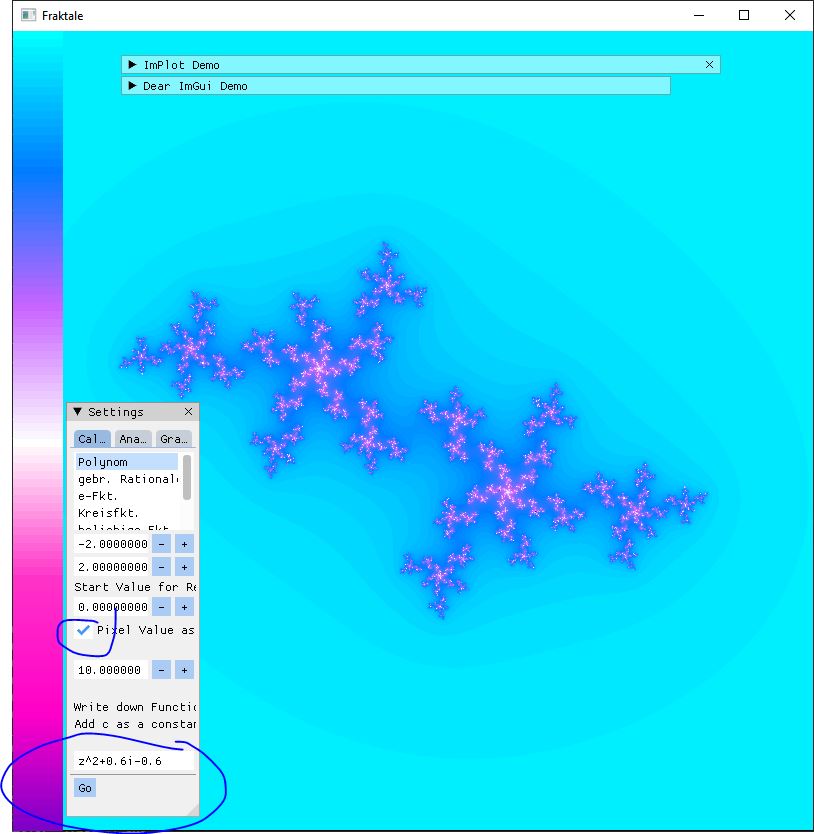 Fraktale
ImPlot Demo
Dear ImGui Demo
Settings
Cal... Ana... Gra...
Polynom
gebr. Rational
e-Fkt.
Kreisfkt.
beliebige Fkt
-2.0000000 - +
2.00000000 - +
Start Value for Re
0.00000000 - +
Pixel Value as
10.000000 - +
Write down Functi
Add c as a constan
z^2+0.6i-0.6
Go